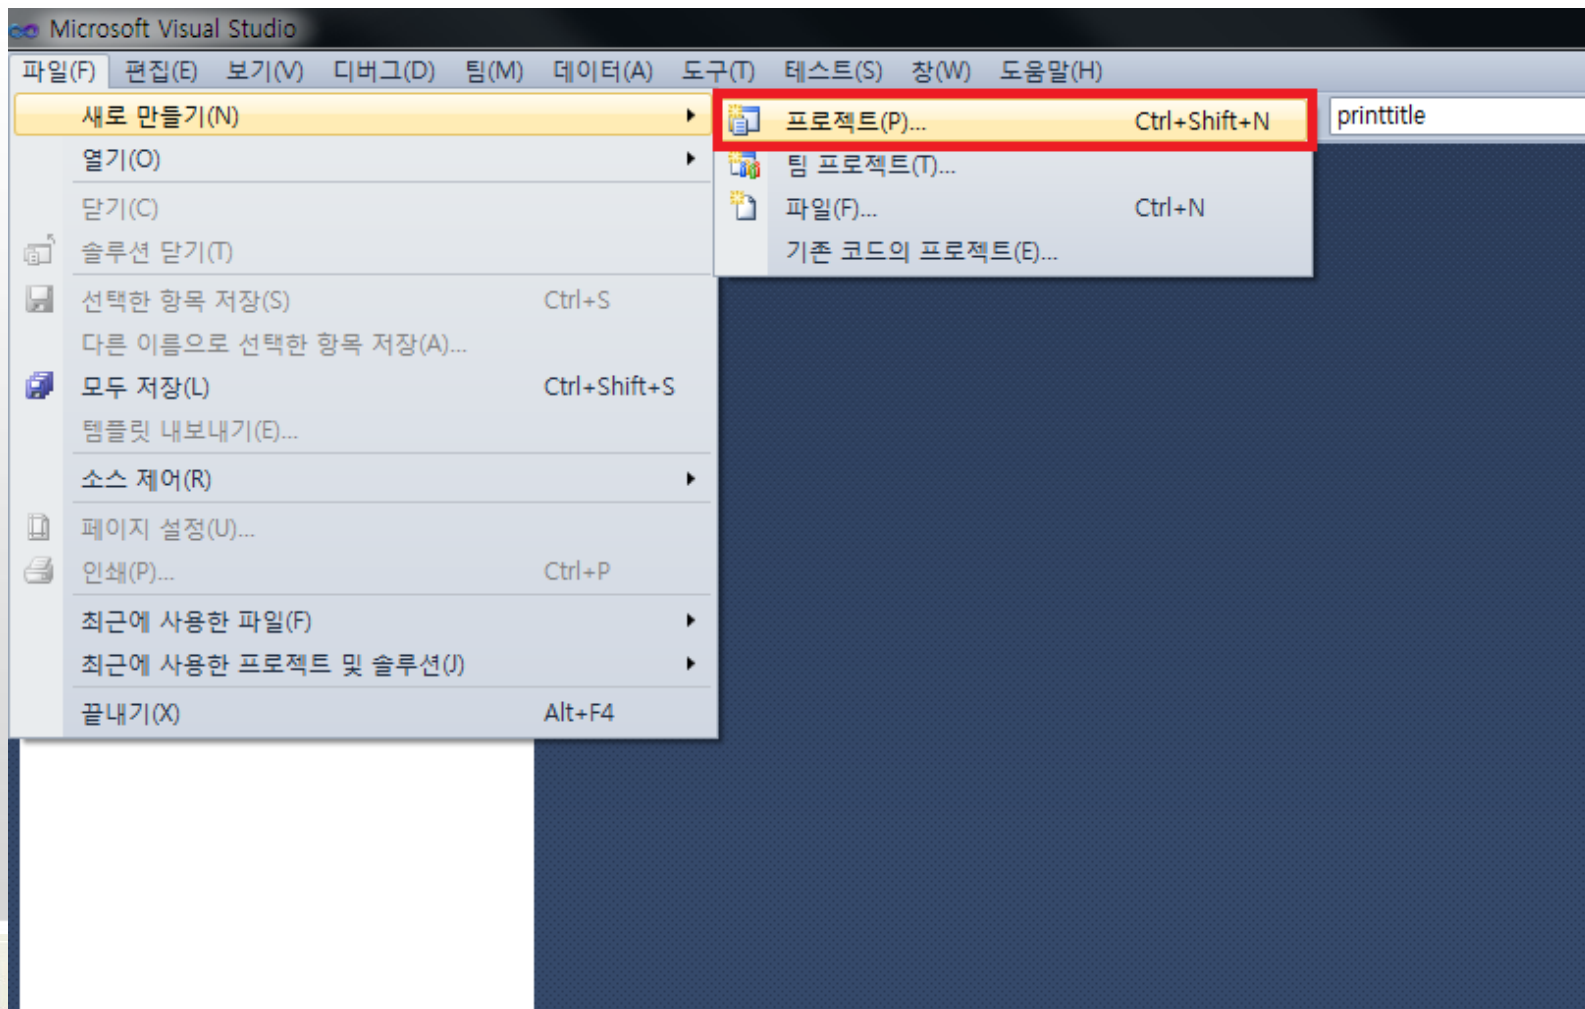 Microsoft Visual Studio
파일(F) 편집(E) 보기(V) 디버그(D) 팀(M) 데이터(A) 도구(T) 테스트(S) 창(W) 도움말(H)
새로 만들기(N)
열기(O)
닫기(C)
솔루션 닫기(T)
선택한 항목 저장(S) Ctrl+S
다른 이름으로 선택한 항목 저장(A)...
모두 저장(L) Ctrl+Shift+S
템플릿 내보내기(E)...
소스 제어(R)
페이지 설정(U)...
인쇄(P)... Ctrl+P
최근에 사용한 파일(F)
최근에 사용한 프로젝트 및 솔루션(J)
끝내기(X) Alt+F4
프로젝트(P)... Ctrl+Shift+N
팀 프로젝트(T)...
파일(F)... Ctrl+N
기존 코드의 프로젝트(E)...
printtitle